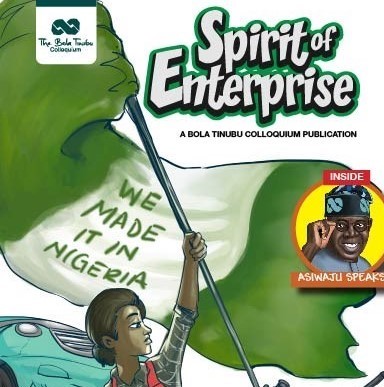 The Bola Tinubu
Colloquium
Spirit of
Enterprise
A BOLA TINUBU COLLOQUIUM PUBLICATION
INSIDE
WE
MADE
IT IN
NIGERIA
ASIWAJU SPEAKS